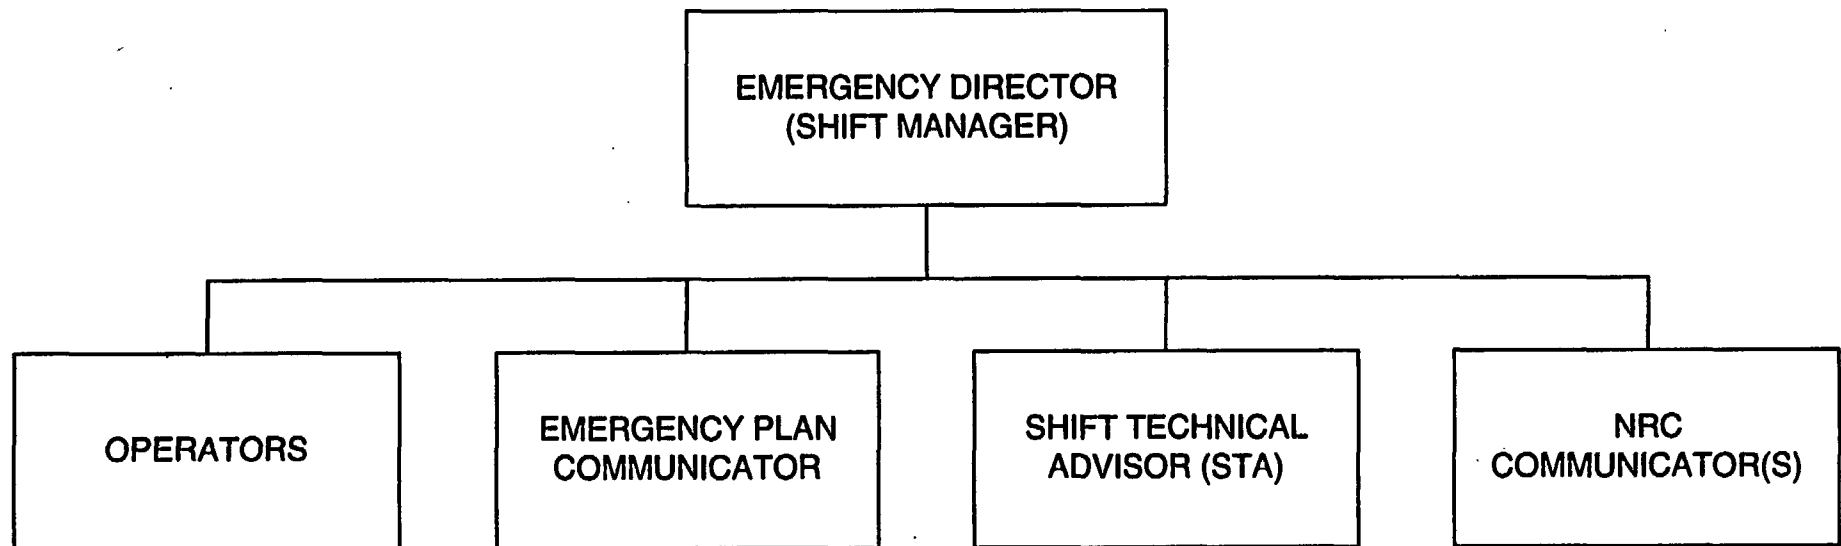 EMERGENCY DIRECTOR
(SHIFT MANAGER)
OPERATORS
EMERGENCY PLAN
COMMUNICATOR
SHIFT TECHNICAL
ADVISOR (STA)
NRC
COMMUNICATOR(S)